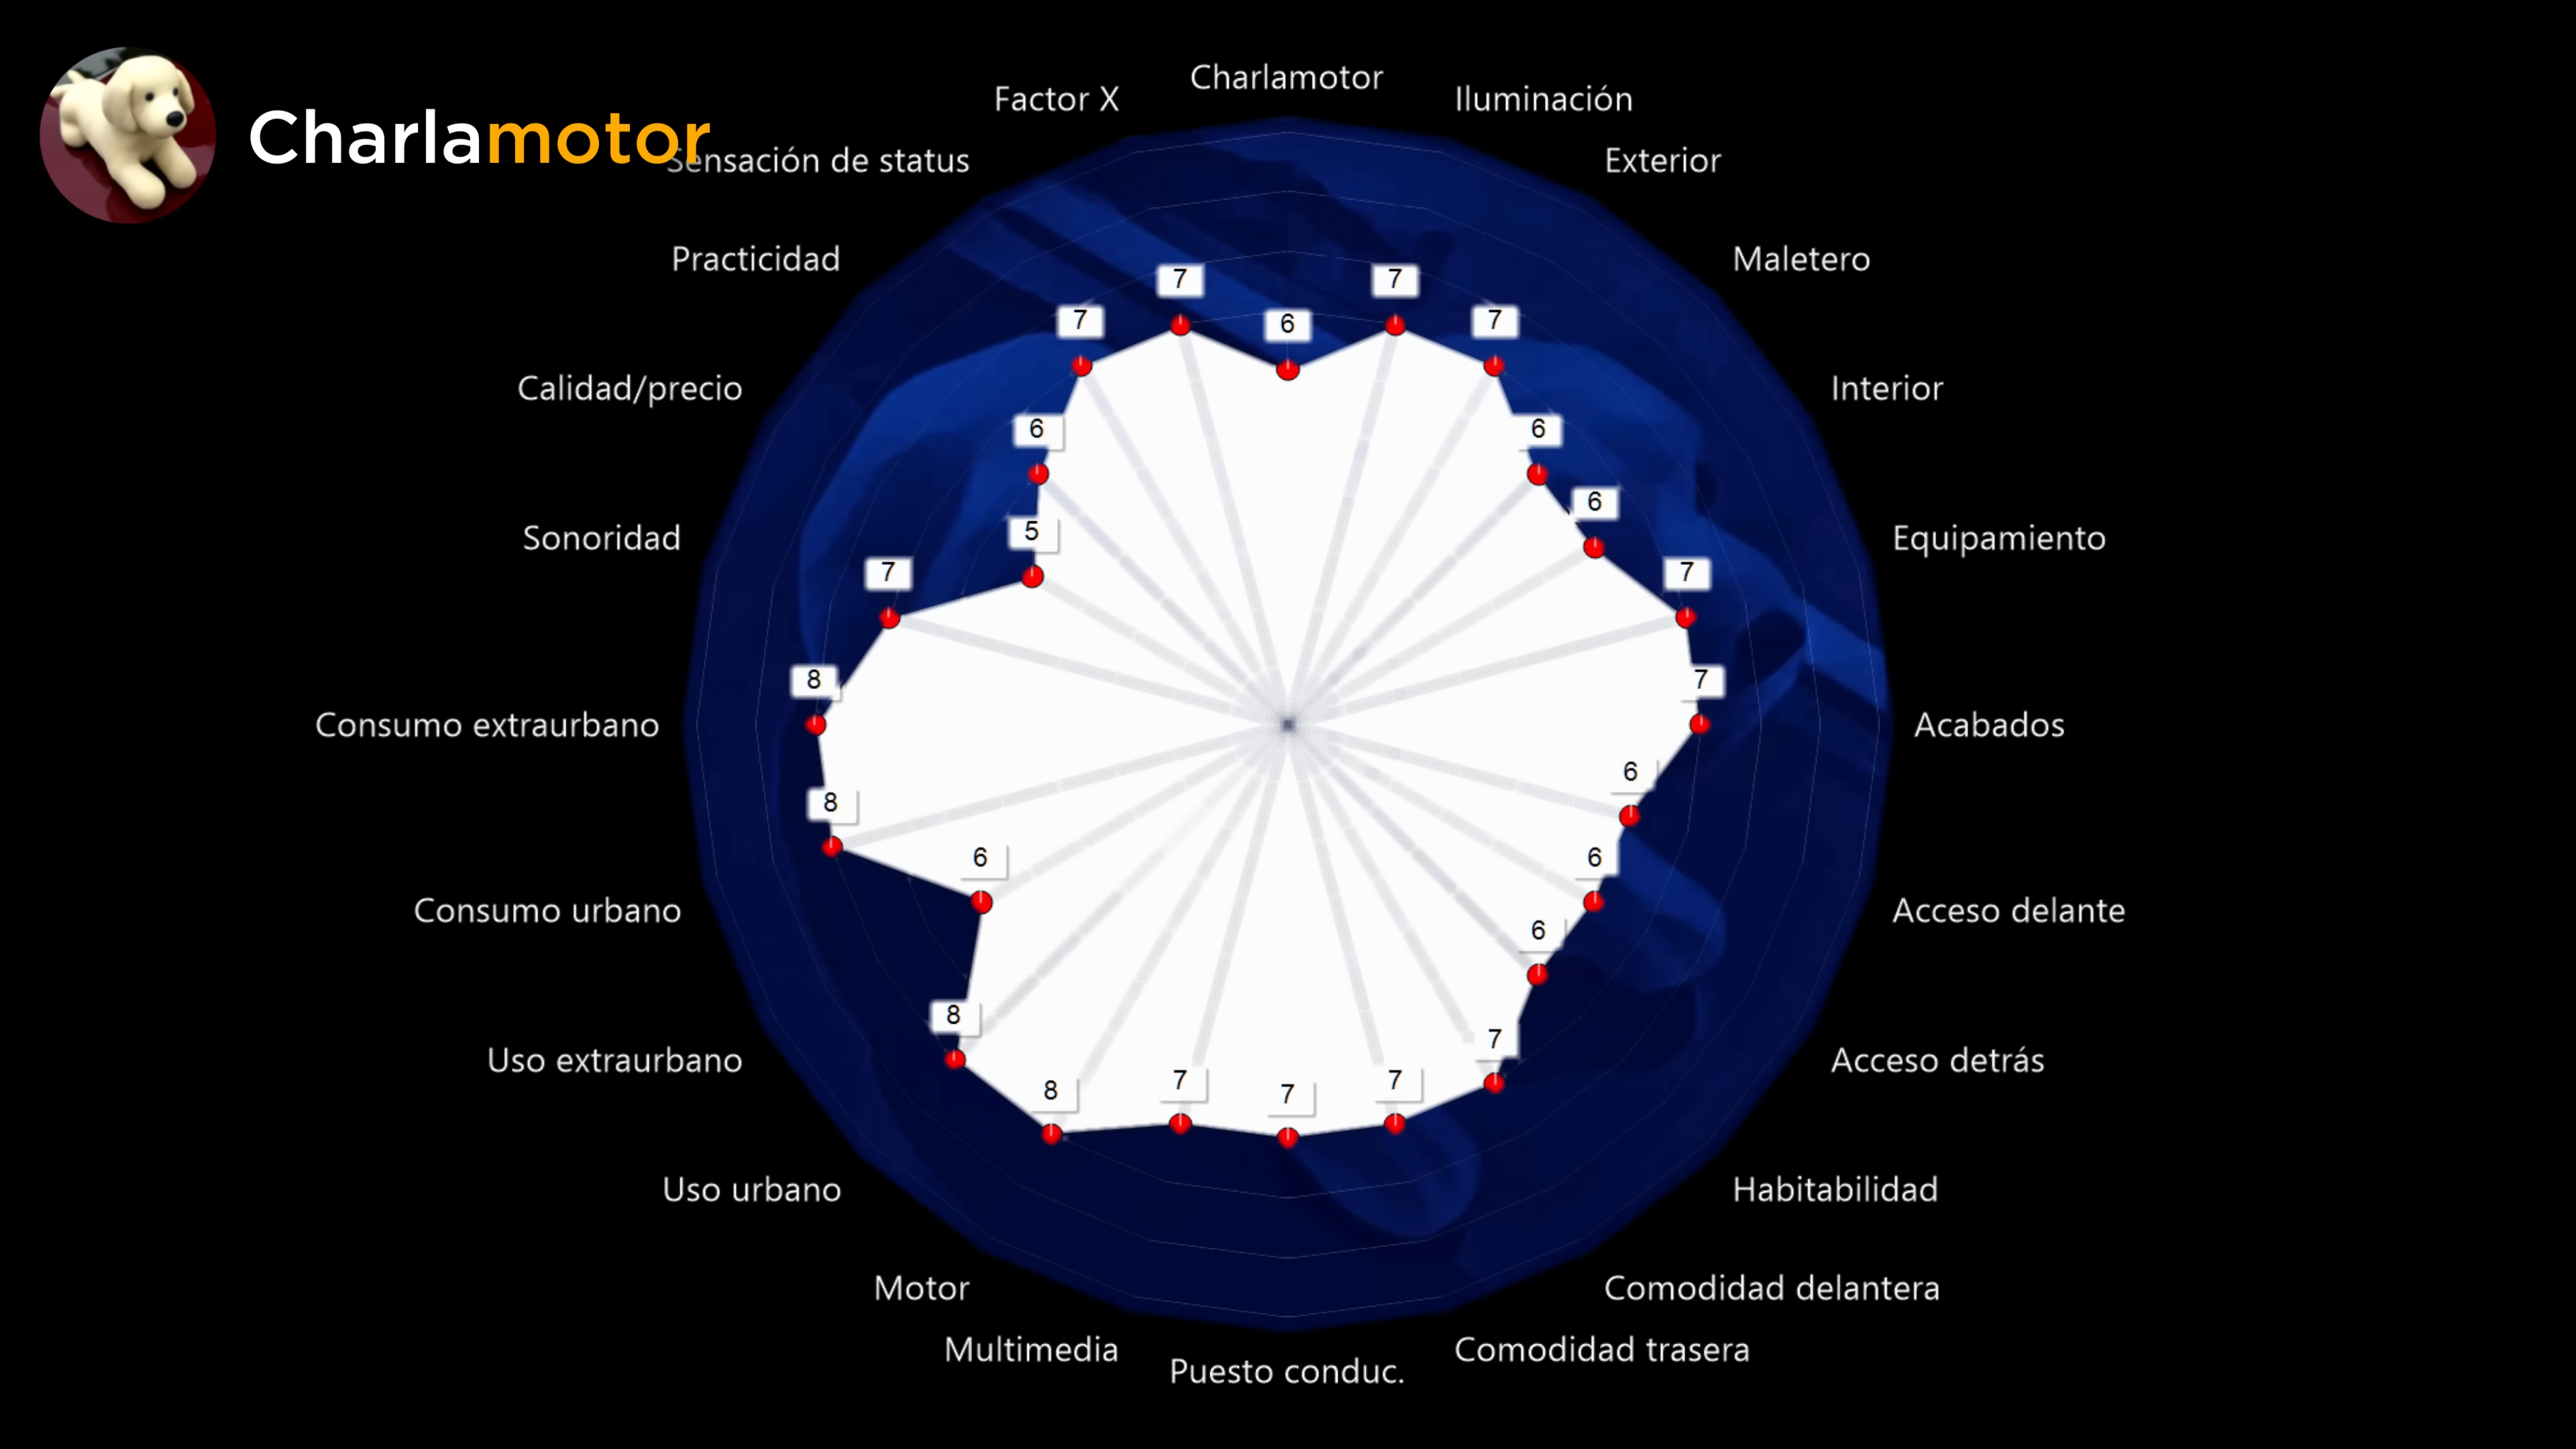 Charlamotor
Charlamotor
Factor X
Iluminación
Sensación de status
Exterior
Practicidad
Maletero
Calidad/precio
Interior
Sonoridad
Equipamiento
Consumo extraurbano
Acabados
Consumo urbano
Acceso delante
Uso extraurbano
Acceso detrás
Uso urbano
Habitabilidad
Motor
Comodidad delantera
Multimedia
Comodidad trasera
Puesto conduc.
7
7
6
7
7
6
6
6
5
7
7
8
7
6
8
6
6
6
8
7
8
7
7
7